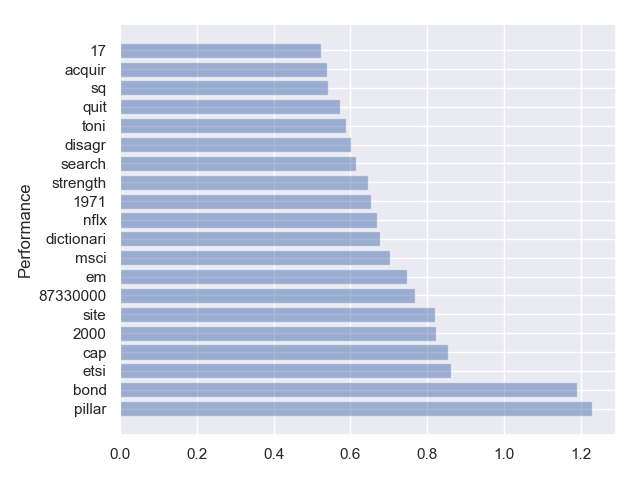 Performance
17
acquir
sq
quit
toni
disagr
search
strength
1971
nflx
dictionari
msci
em
87330000
site
2000
cap
etsi
bond
pillar
0.0 0.2 0.4 0.6 0.8 1.0 1.2